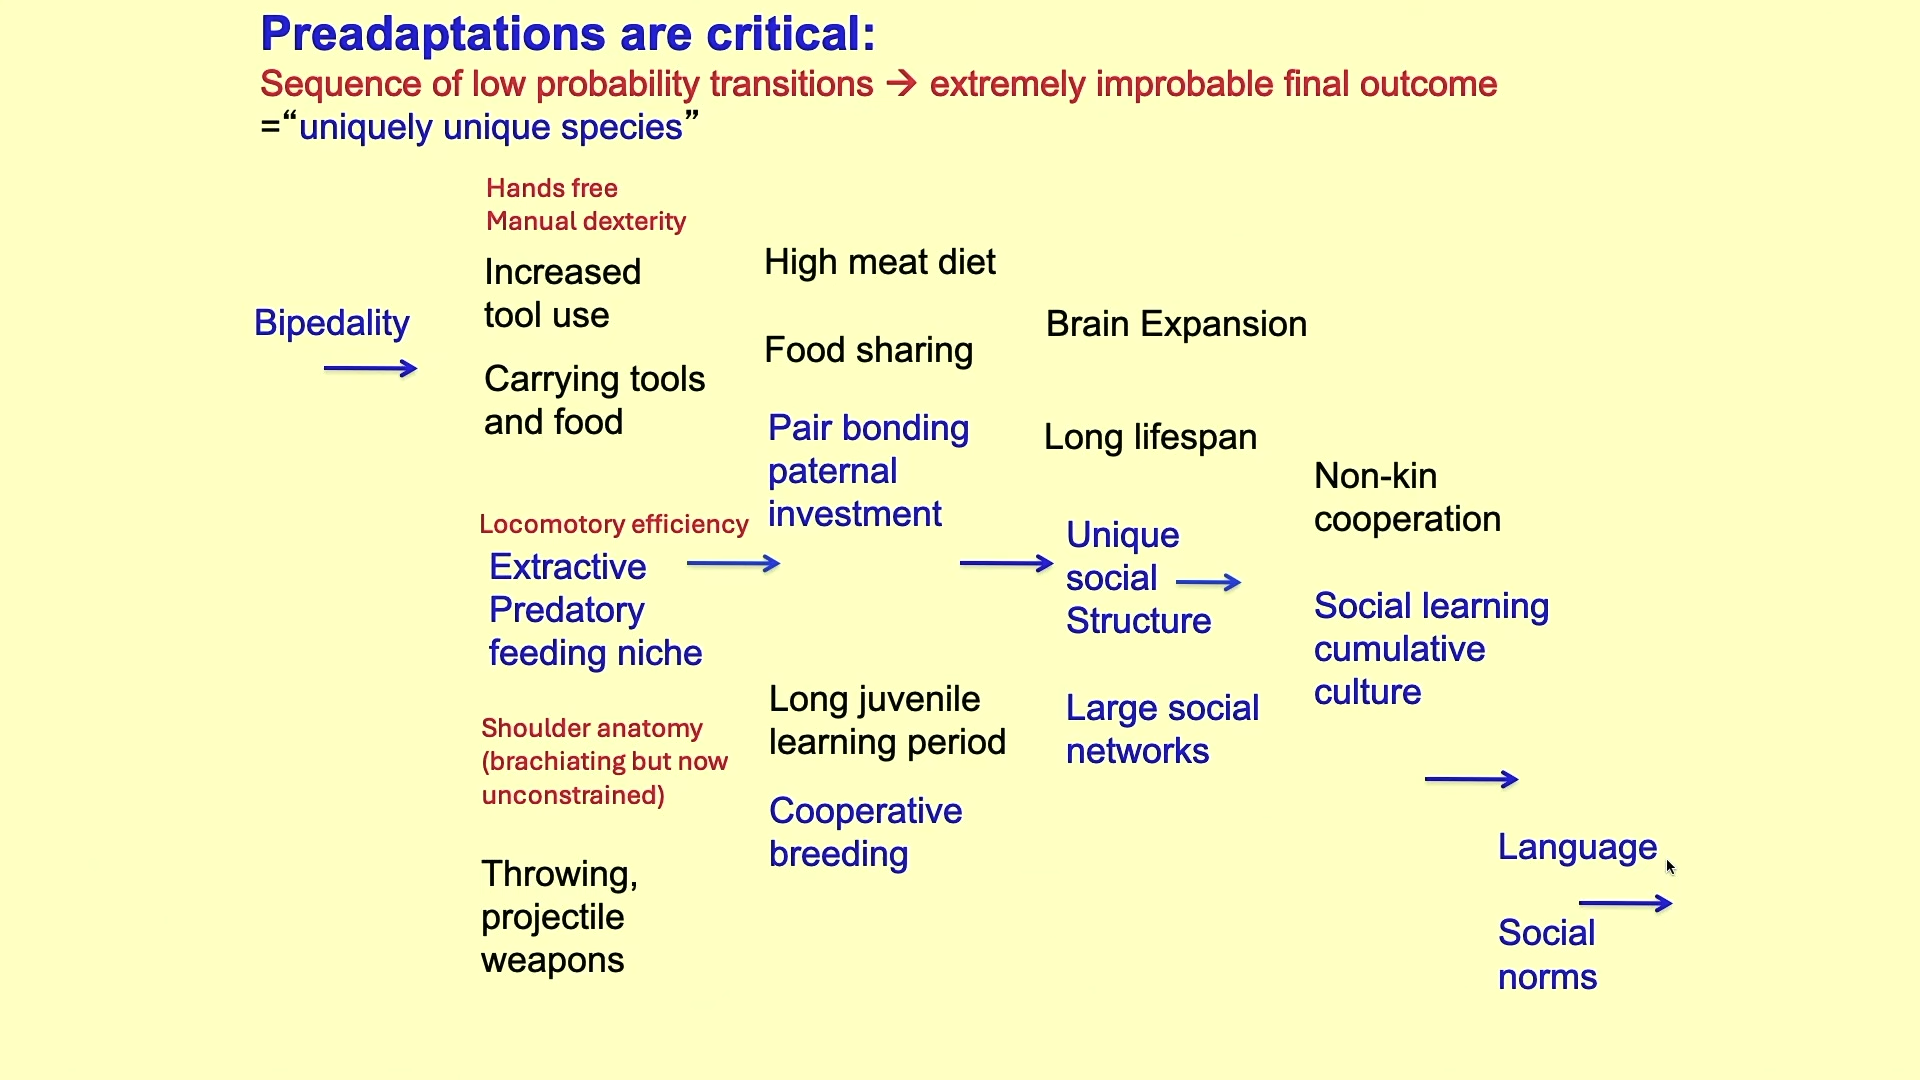 Preadaptations are critical:
Sequence of low probability transitions → extremely improbable final outcome
=“uniquely unique species”
Bipedality
Hands free
Manual dexterity
Increased
tool use
Carrying tools
and food
Locomotory efficiency
Extractive
Predatory
feeding niche
Shoulder anatomy
(brachiating but now
unconstrained)
Throwing,
projectile
weapons
High meat diet
Food sharing
Pair bonding
paternal
investment
Long juvenile
learning period
Cooperative
breeding
Brain Expansion
Long lifespan
Unique
social
Structure
Large social
networks
Non-kin
cooperation
Social learning
cumulative
culture
Language
Social
norms